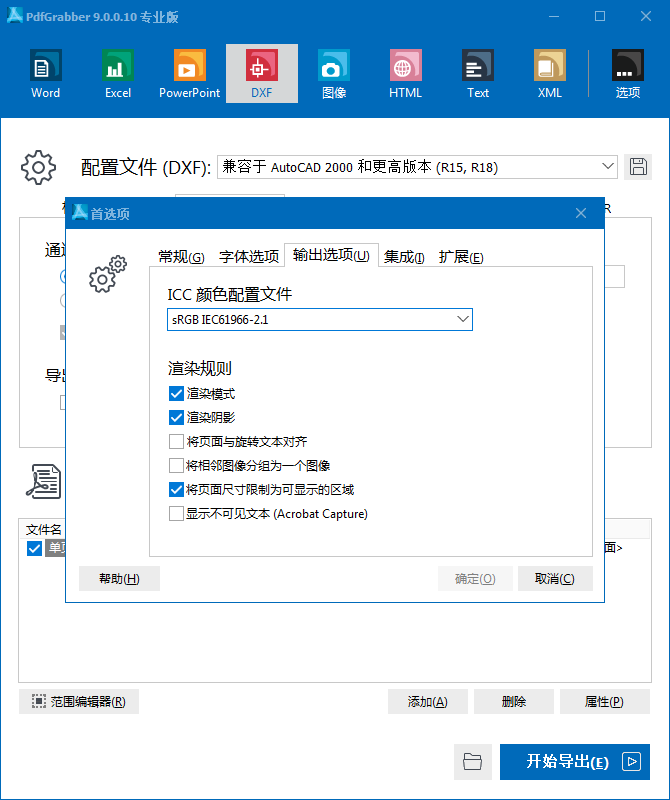 PdfGrabber 9.0.0.10 专业版
Word
Excel
PowerPoint
DXF
图像
HTML
Text
XML
选项
配置文件 (DXF):
兼容于 AutoCAD 2000 和更高版本 (R15, R18)
R
首选项
通过
常规(G)
字体选项
输出选项(U)
集成(I)
扩展(E)
ICC 颜色配置文件
sRGB IEC61966-2.1
导出
渲染规则
渲染模式
渲染阴影
将页面与旋转文本对齐
将相邻图像分组为一个图像
将页面尺寸限制为可显示的区域
显示不可见文本 (Acrobat Capture)
文件名
单页
面>
帮助(H)
确定(O)
取消(C)
范围编辑器(R)
添加(A)
删除
属性(P)
开始导出(E)